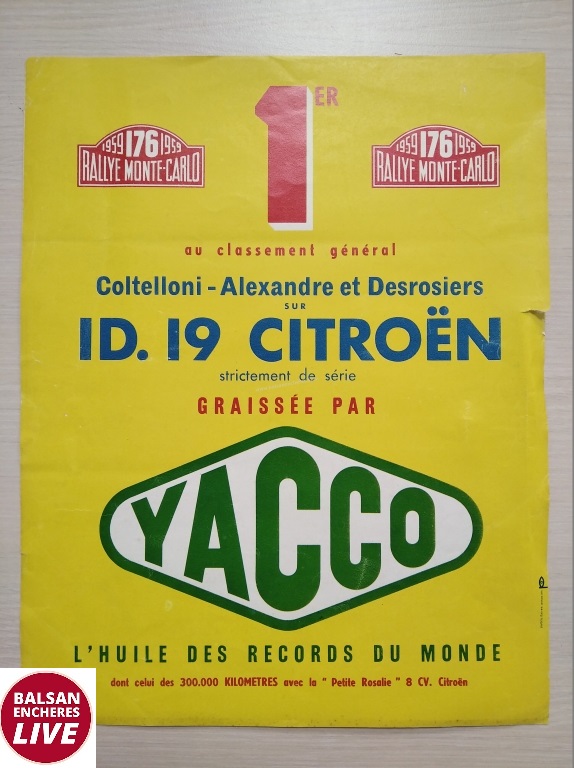 1ER
1959 176 1959
RALLYE MONTE-CARLO
1959 176 1959
RALLYE MONTE-CARLO
au classement général
Coltelloni - Alexandre et Desrosiers
SUR
ID. 19 CITROËN
strictement de série
GRAISSÉE PAR
YACCO
L'HUILE DES RECORDS DU MONDE
dont celui des 300.000 KILOMETRES avec la " Petite Rosalie " 8 CV. Citroën
BALSAN
ENCHERES
LIVE